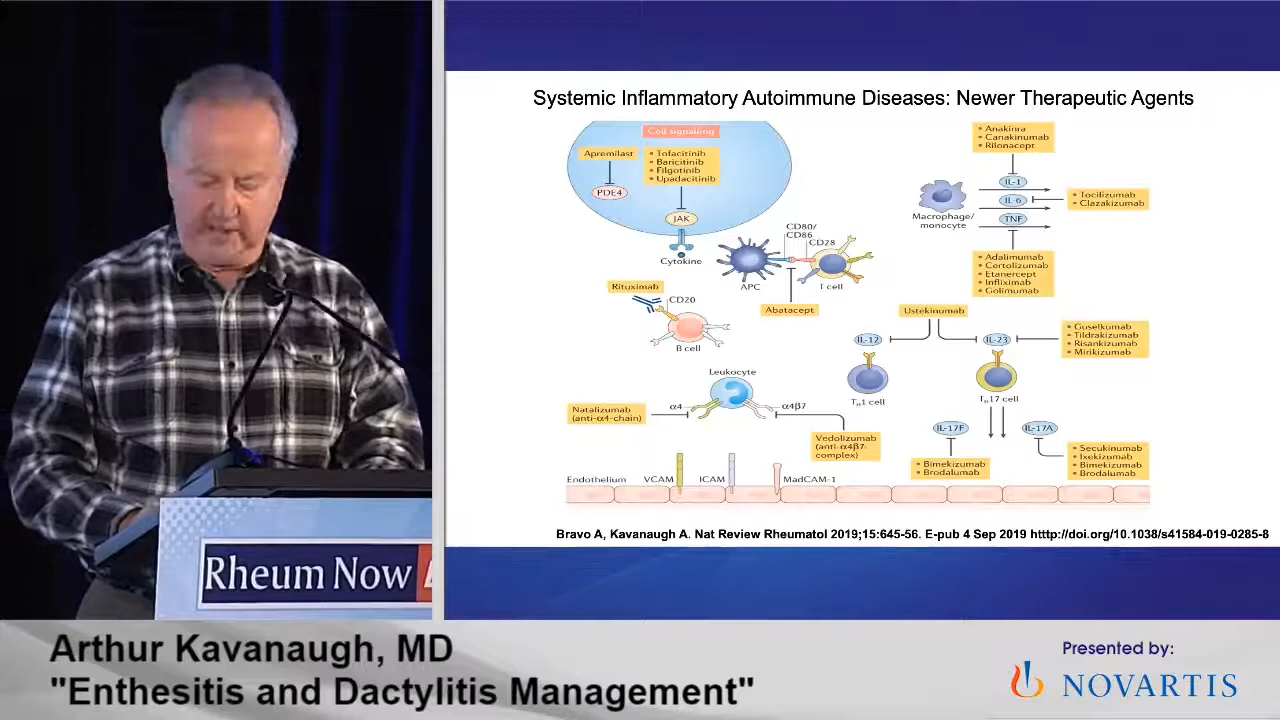 Systemic Inflammatory Autoimmune Diseases: Newer Therapeutic Agents
Cell signalling
Apremilast
PDE4
• Tofacitinib
• Baricitinib
• Filgotinib
• Upadacitinib
JAK
Cytokine
CD80/
CD86
CD28
APC
T cell
Abatacept
Rituximab
CD20
B cell
• Anakinra
• Canakinumab
• Rilonacept
IL-1
IL-6
TNF
Macrophage/
monocyte
• Tocilizumab
• Clazakizumab
• Adalimumab
• Certolizumab
• Etanercept
• Infliximab
• Golimumab
Ustekinumab
IL-12
IL-23
• Guselkumab
• Tildrakizumab
• Risankizumab
• Mirikizumab
TH1 cell
TH17 cell
Leukocyte
α4
α4β7
Natalizumab
(anti-α4-chain)
Vedolizumab
(anti-α4β7-
complex)
IL-17F
IL-17A
• Bimekizumab
• Brodalumab
• Secukinumab
• Ixekizumab
• Bimekizumab
• Brodalumab
Endothelium
VCAM
ICAM
MadCAM-1
Bravo A, Kavanaugh A. Nat Review Rheumatol 2019;15:645-56. E-pub 4 Sep 2019 htttp://doi.org/10.1038/s41584-019-0285-8
Rheum Now
Arthur Kavanaugh, MD
"Enthesitis and Dactylitis Management"
Presented by:
NOVARTIS